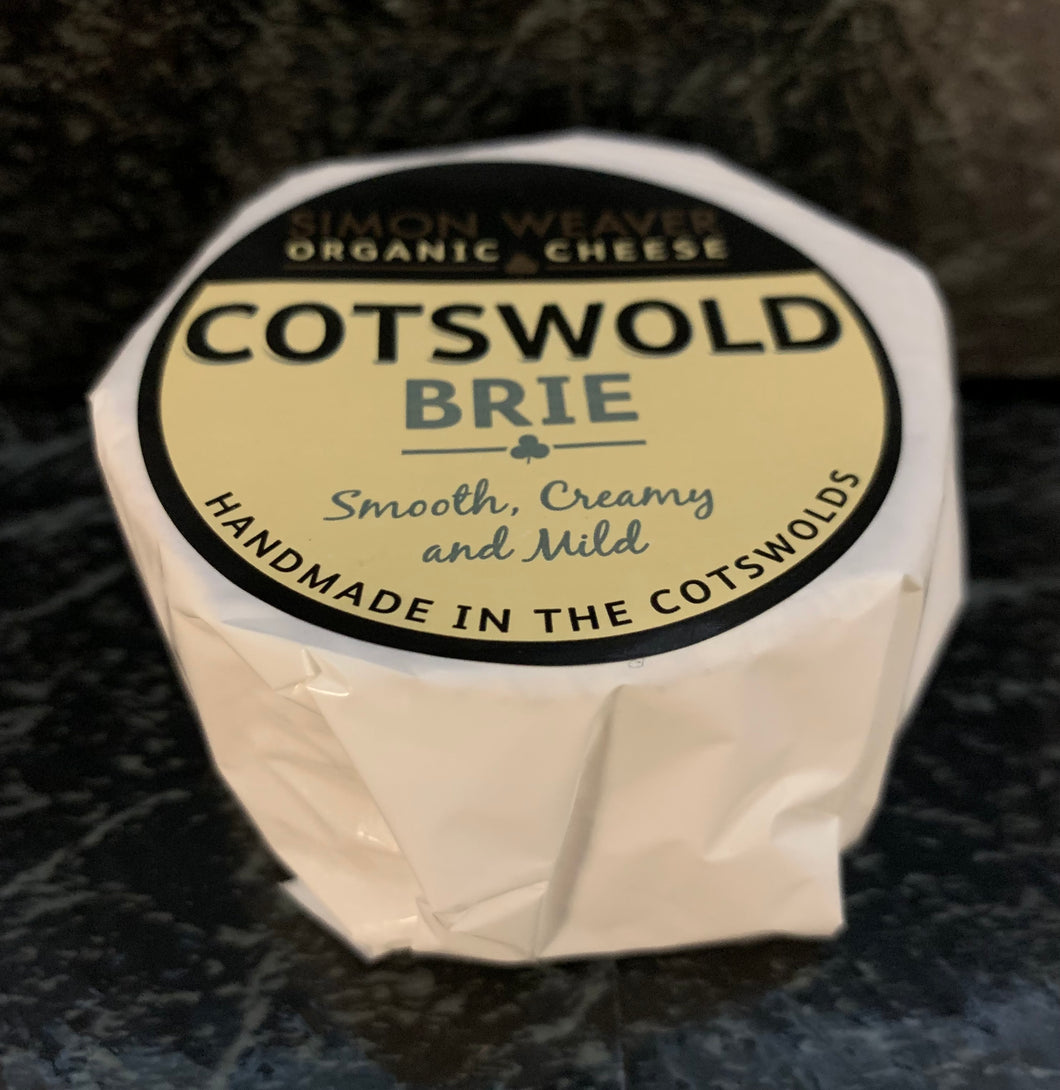 SIMON WEAVER
ORGANIC CHEESE
COTSWOLD
BRIE
Smooth, Creamy
and Mild
HANDMADE IN THE COTSWOLDS